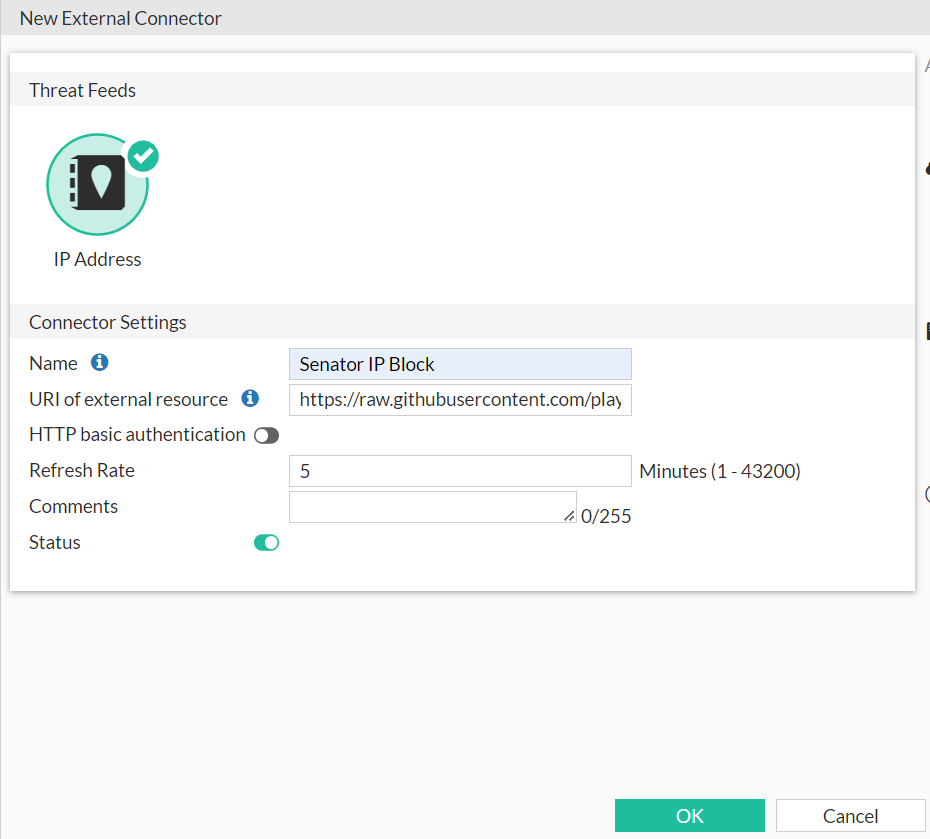 New External Connector
Threat Feeds
IP Address
Connector Settings
Name
Senator IP Block
URI of external resource
https://raw.githubusercontent.com/play
HTTP basic authentication
Refresh Rate
5
Minutes (1 - 43200)
Comments
0/255
Status
OK
Cancel